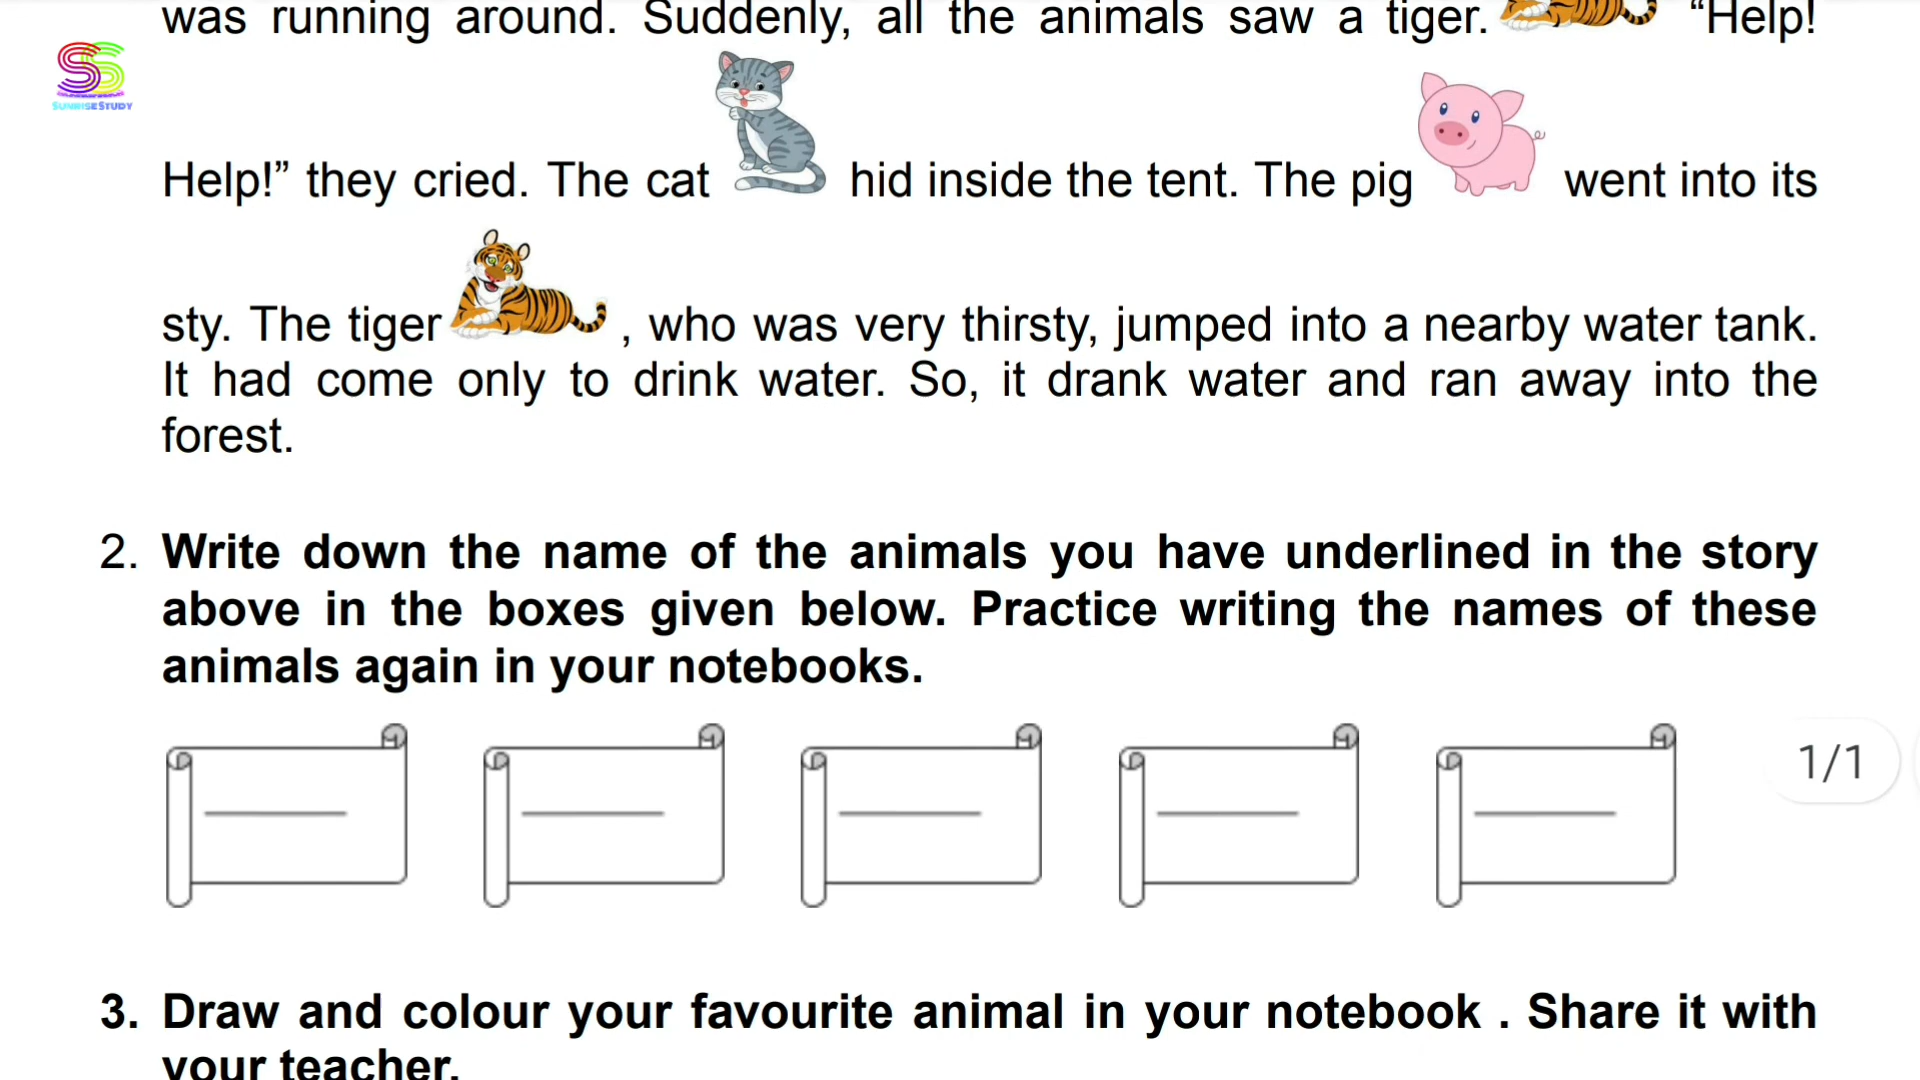 was running around. Suddenly, all the animals saw a tiger. “Help!
SS
SUNRISE STUDY
Help!” they cried. The cat hid inside the tent. The pig went into its
sty. The tiger , who was very thirsty, jumped into a nearby water tank.
It had come only to drink water. So, it drank water and ran away into the
forest.
2. Write down the name of the animals you have underlined in the story
above in the boxes given below. Practice writing the names of these
animals again in your notebooks.
1/1
3. Draw and colour your favourite animal in your notebook . Share it with
your teacher.